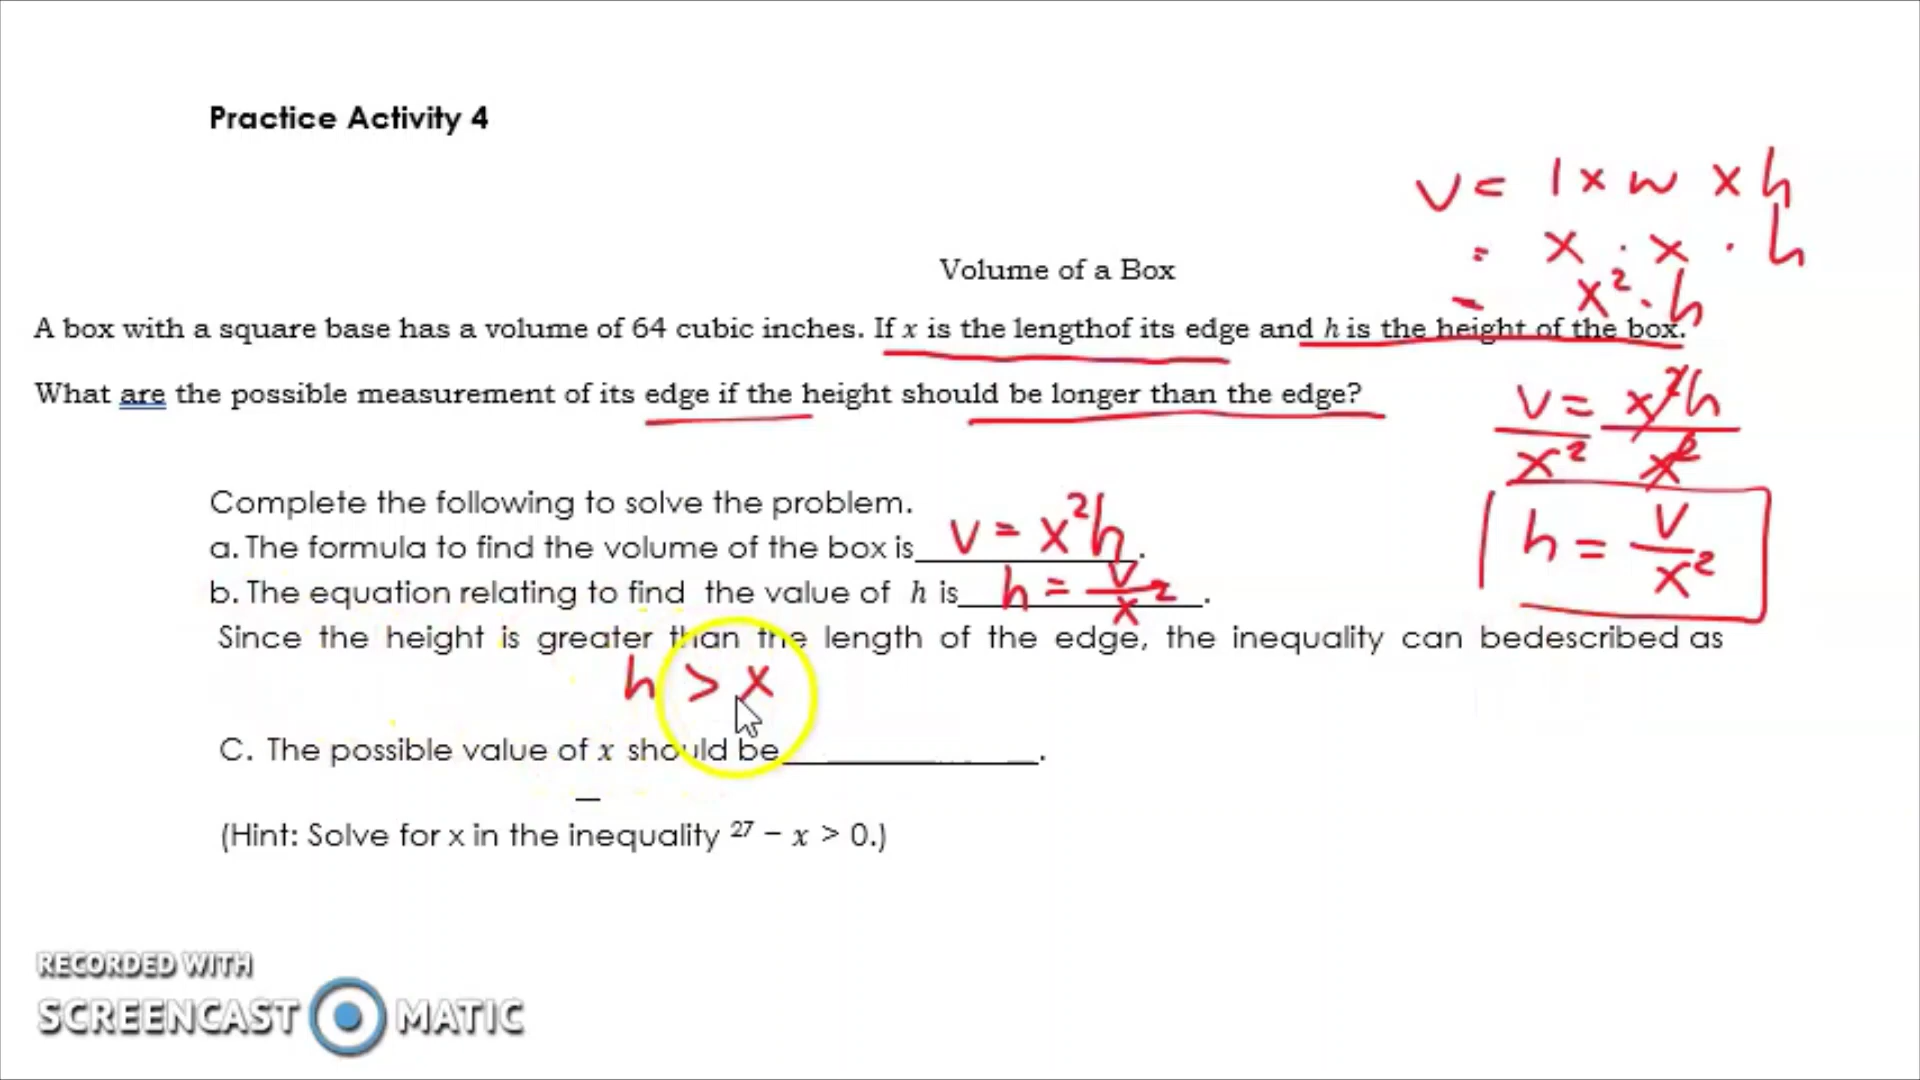 Practice Activity 4
v = l x w x h
= x . x . h
Volume of a Box
= x² . h
A box with a square base has a volume of 64 cubic inches. If x is the lengthof its edge and h is the height of the box.
What are the possible measurement of its edge if the height should be longer than the edge?
v = x²h
x² x²
Complete the following to solve the problem.
a. The formula to find the volume of the box is v = x²h.
h = v/x²
b. The equation relating to find the value of h is h = v/x².
Since the height is greater than the length of the edge, the inequality can bedescribed as
h > x
C. The possible value of x should be__________.
(Hint: Solve for x in the inequality ²⁷ − x > 0.)
RECORDED WITH
SCREENCAST MATIC